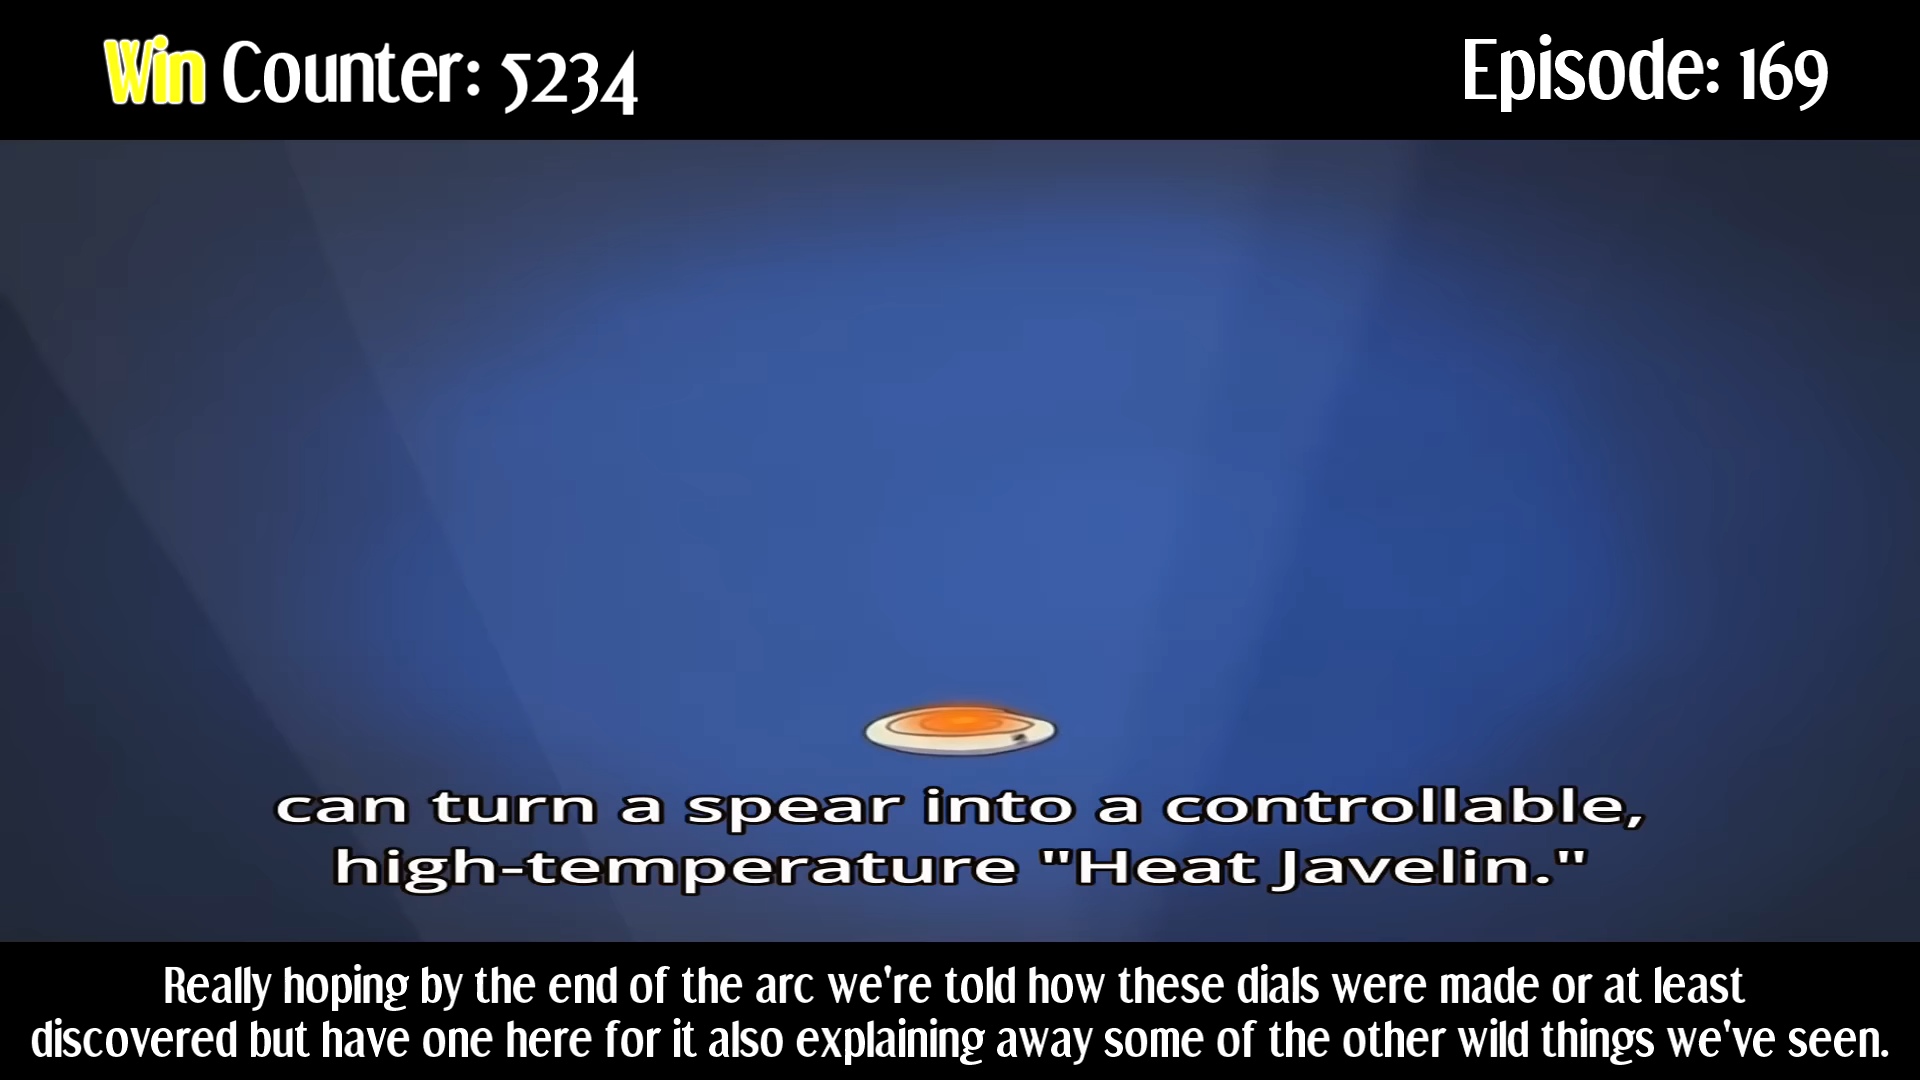 Win Counter: 5234
Episode: 169
can turn a spear into a controllable,
high-temperature "Heat Javelin."
Really hoping by the end of the arc we're told how these dials were made or at least
discovered but have one here for it also explaining away some of the other wild things we've seen.